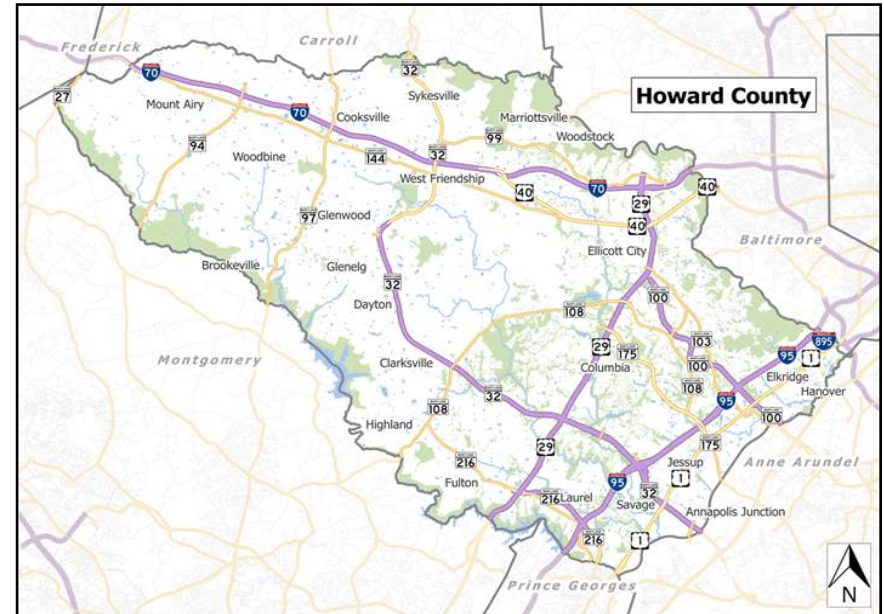 Frederick
Carroll
32
70
27
Mount Airy
70
Sykesville
Howard County
Cooksville
Marriottsville
94
99
Woodstock
Woodbine
144
32
West Friendship
40
70
29
40
97
Glenwood
40
Ellicott City
Baltimore
Brookeville
Glenelg
32
100
Dayton
108
103
895
Montgomery
29
175
95
1
Clarksville
Columbia
100
Elkridge
32
108
Hanover
108
95
100
Highland
29
175
216
Jessup
Anne Arundel
Fulton
95
1
216
Laurel
32
Savage
Annapolis Junction
216
1
Prince Georges
N